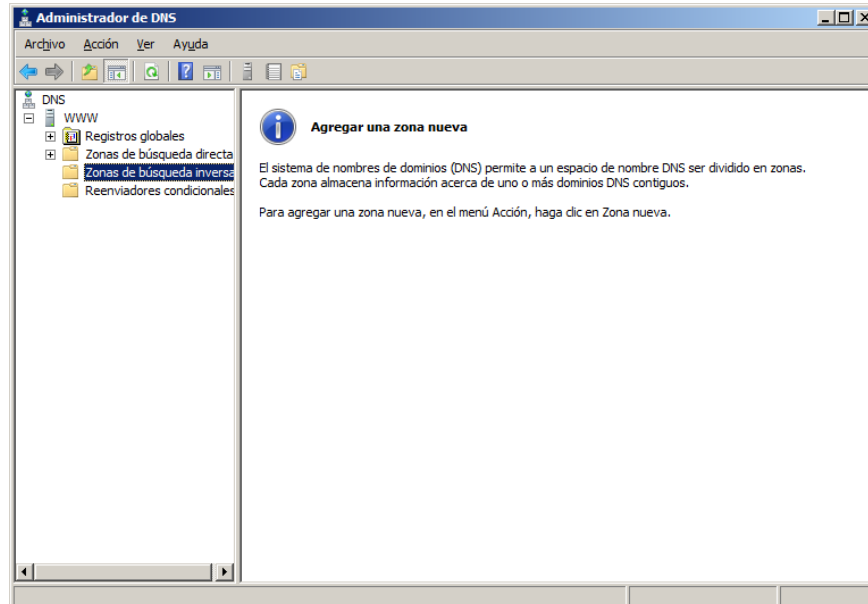 Administrador de DNS
Archivo Acción Ver Ayuda
DNS
WWW
Registros globales
Zonas de búsqueda directa
Zonas de búsqueda inversa
Reenviadores condicionales
Agregar una zona nueva
El sistema de nombres de dominios (DNS) permite a un espacio de nombre DNS ser dividido en zonas.
Cada zona almacena información acerca de uno o más dominios DNS contiguos.
Para agregar una zona nueva, en el menú Acción, haga clic en Zona nueva.